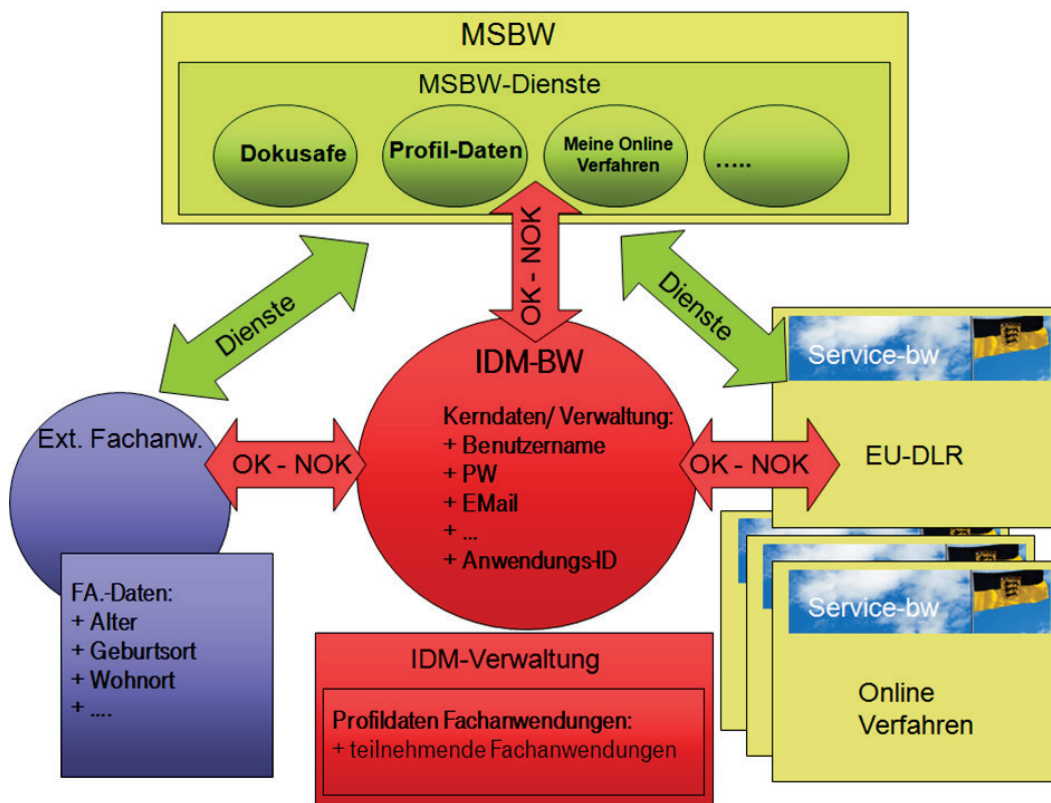 MSBW
MSBW-Dienste
Dokusafe
Profil-Daten
Meine Online
Verfahren
.....
OK - NOK
Dienste
Dienste
Service-bw
EU-DLR
IDM-BW
Kerndaten/ Verwaltung:
+ Benutzername
+ PW
+ EMail
+ ...
+ Anwendungs-ID
Ext. Fachanw.
OK - NOK
OK - NOK
FA.-Daten:
+ Alter
+ Geburtsort
+ Wohnort
+ ....
IDM-Verwaltung
Profildaten Fachanwendungen:
+ teilnehmende Fachanwendungen
Service-bw
Online
Verfahren